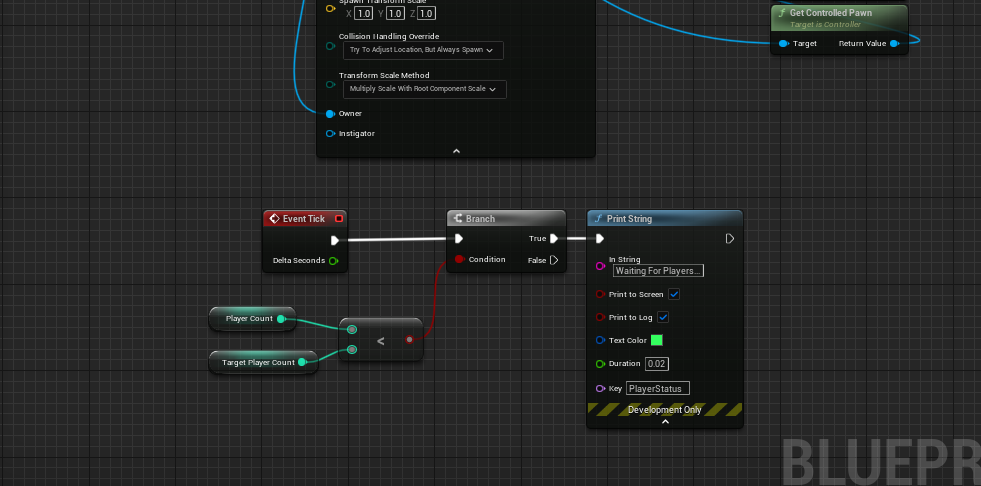 Spawn Transform Scale
X 1.0 Y 1.0 Z 1.0
Collision Handling Override
Try To Adjust Location, But Always Spawn
Transform Scale Method
Multiply Scale With Root Component Scale
Owner
Instigator
Get Controlled Pawn
Target is Controller
Target Return Value
Event Tick
Delta Seconds
Branch
True
Condition False
Player Count
Target Player Count
<
Print String
In String
Waiting For Players...
Print to Screen
Print to Log
Text Color
Duration 0.02
Key PlayerStatus
Development Only
BLUEPR